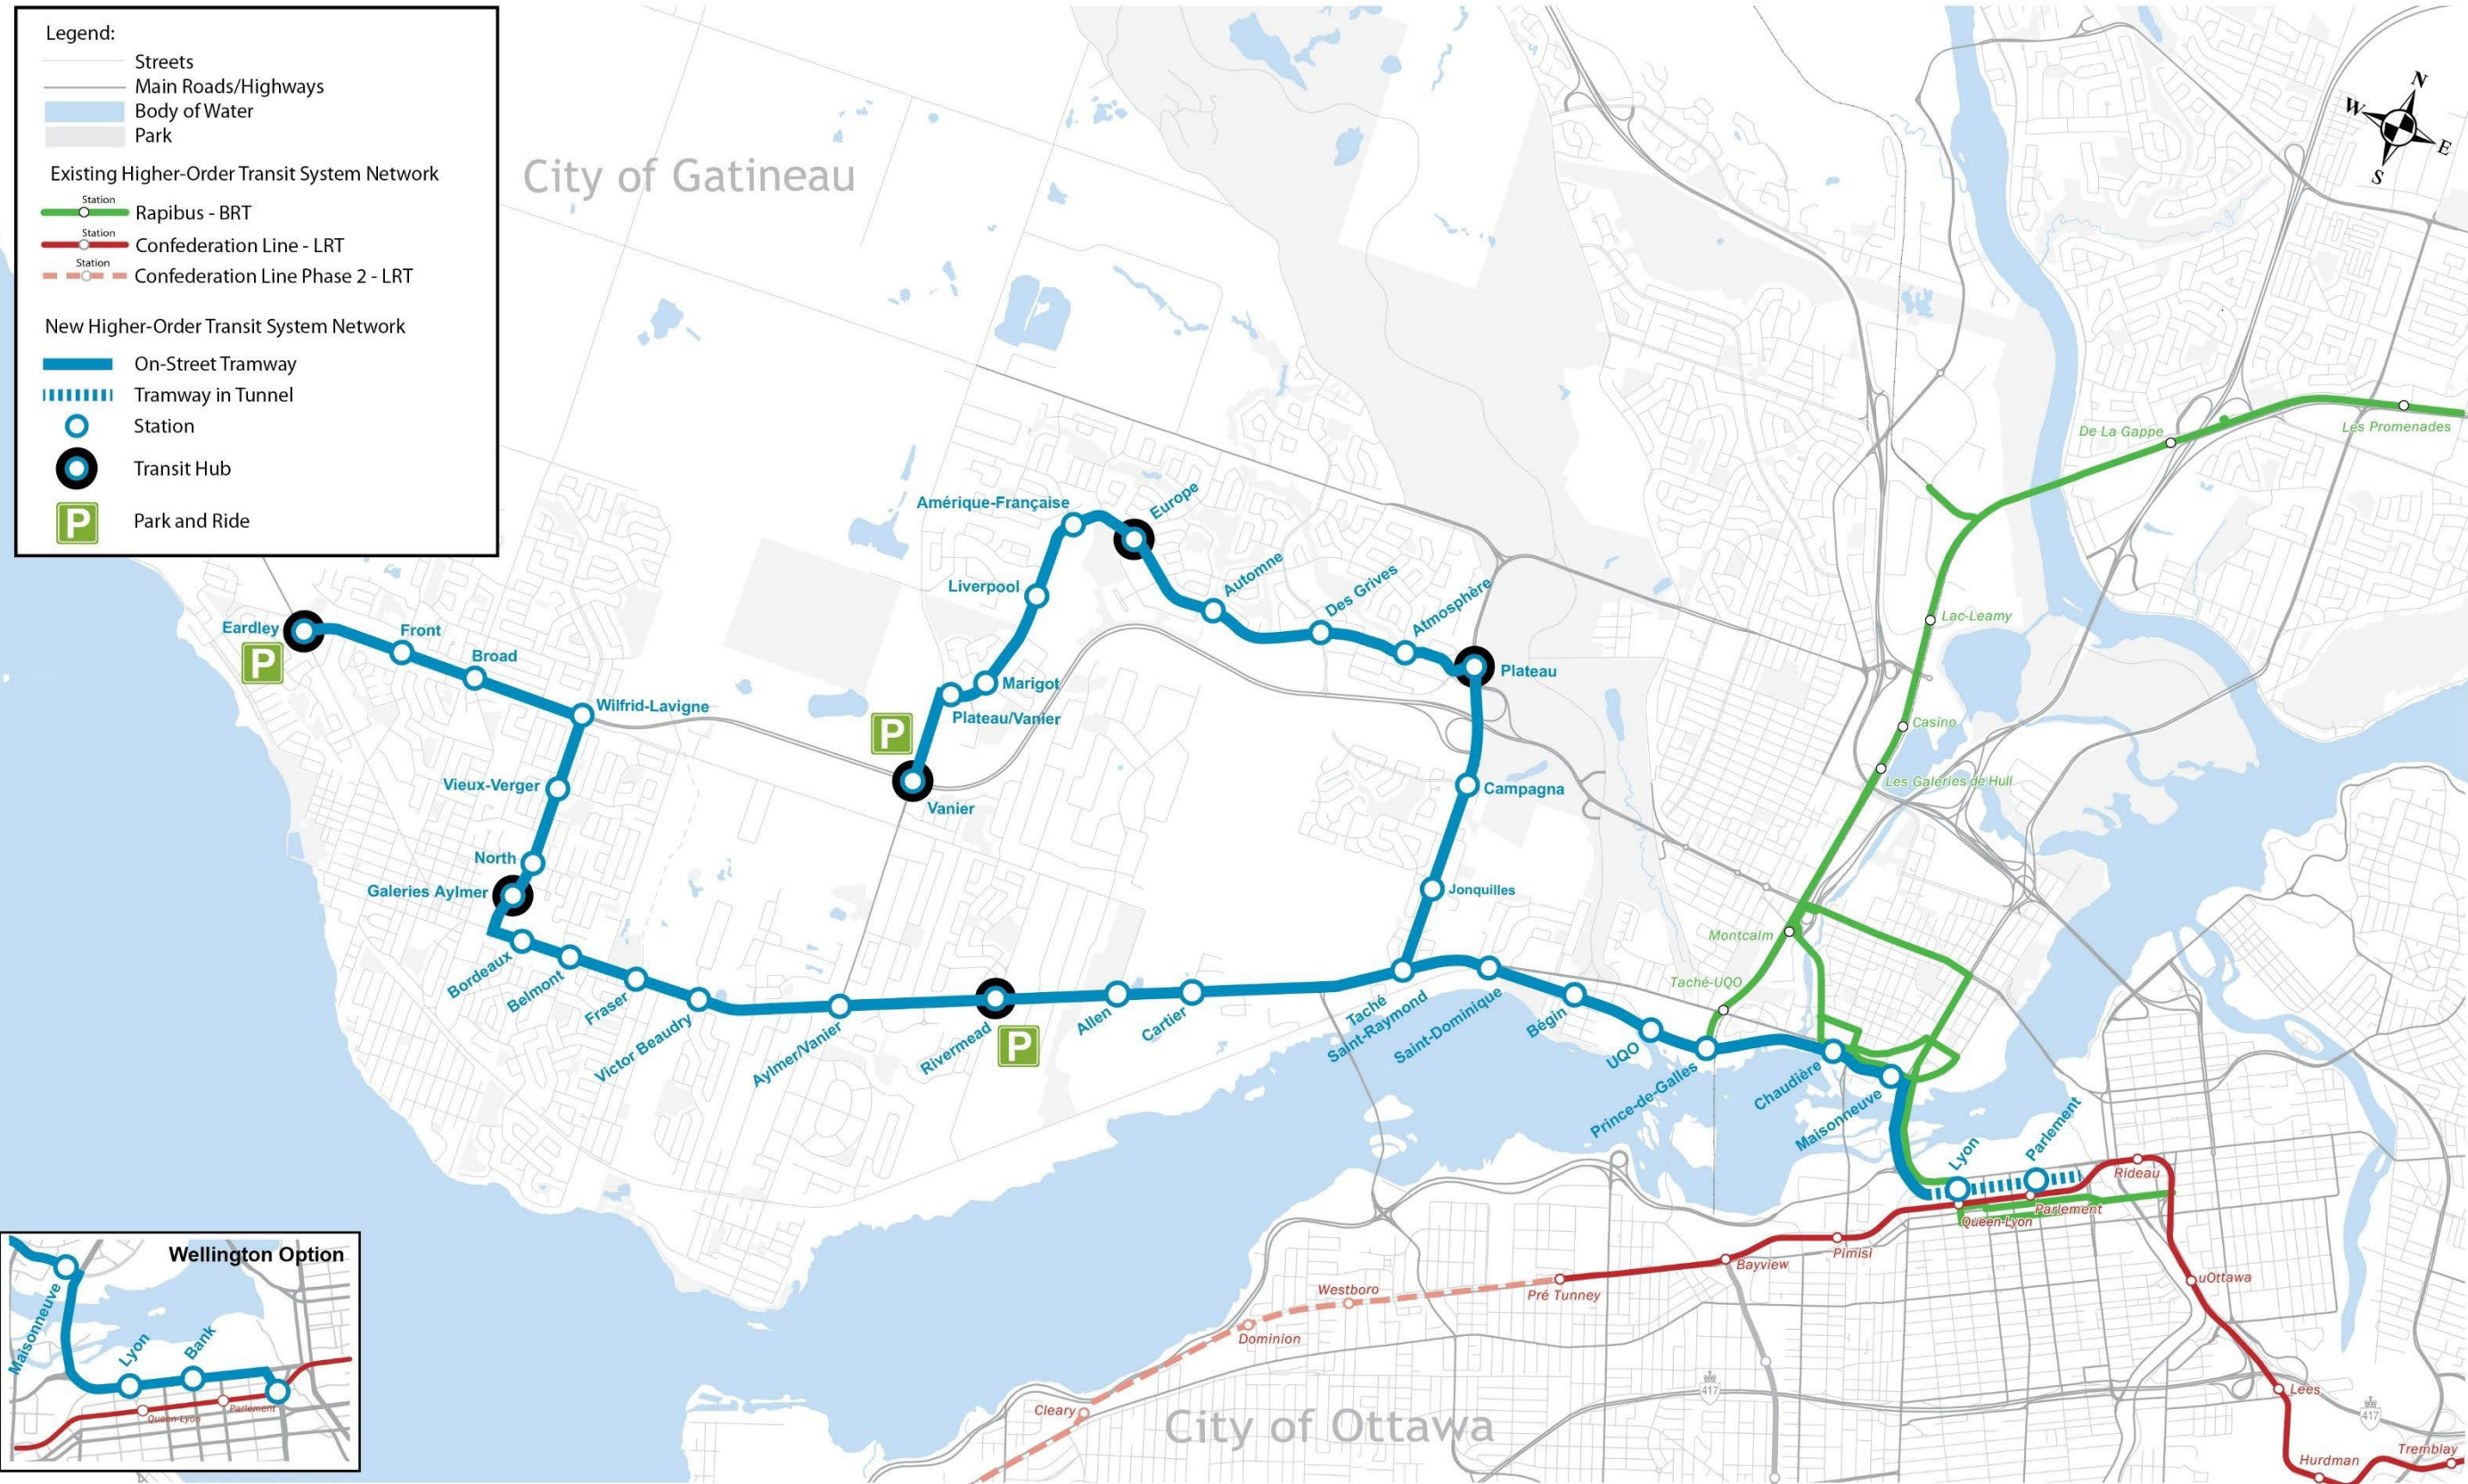 Legend:
Streets
Main Roads/Highways
Body of Water
Park
Existing Higher-Order Transit System Network
Station
Rapibus - BRT
Station
Confederation Line - LRT
Station
Confederation Line Phase 2 - LRT
New Higher-Order Transit System Network
On-Street Tramway
Tramway in Tunnel
Station
Transit Hub
P
Park and Ride
City of Gatineau
N
W
E
S
De La Gappe
Les Promenades
Amérique-Française
Europe
Liverpool
Automne
Des Grives
Atmosphère
Lac-Leamy
Eardley
P
Front
Broad
Wilfrid-Lavigne
Marigot
Plateau/Vanier
P
Plateau
Casino
Vieux-Verger
Vanier
Campagna
Les Galeries de Hull
North
Galeries Aylmer
Jonquilles
Montcalm
Taché-UQO
Bordeaux
Belmont
Fraser
Victor Beaudry
Aylmer/Vanier
Rivermead
P
Allen
Cartier
Taché
Saint-Raymond
Saint-Dominique
Bégin
UQO
Prince-de-Galles
Chaudière
Maisonneuve
Lyon
Parlement
Rideau
Queen-Lyon
Parlement
Pimisi
Bayview
uOttawa
Westboro
Pré Tunney
Dominion
Cleary
417
Lees
417
City of Ottawa
Hurdman
Tremblay
Wellington Option
Maisonneuve
Lyon
Bank
Queen-Lyon
Parlement